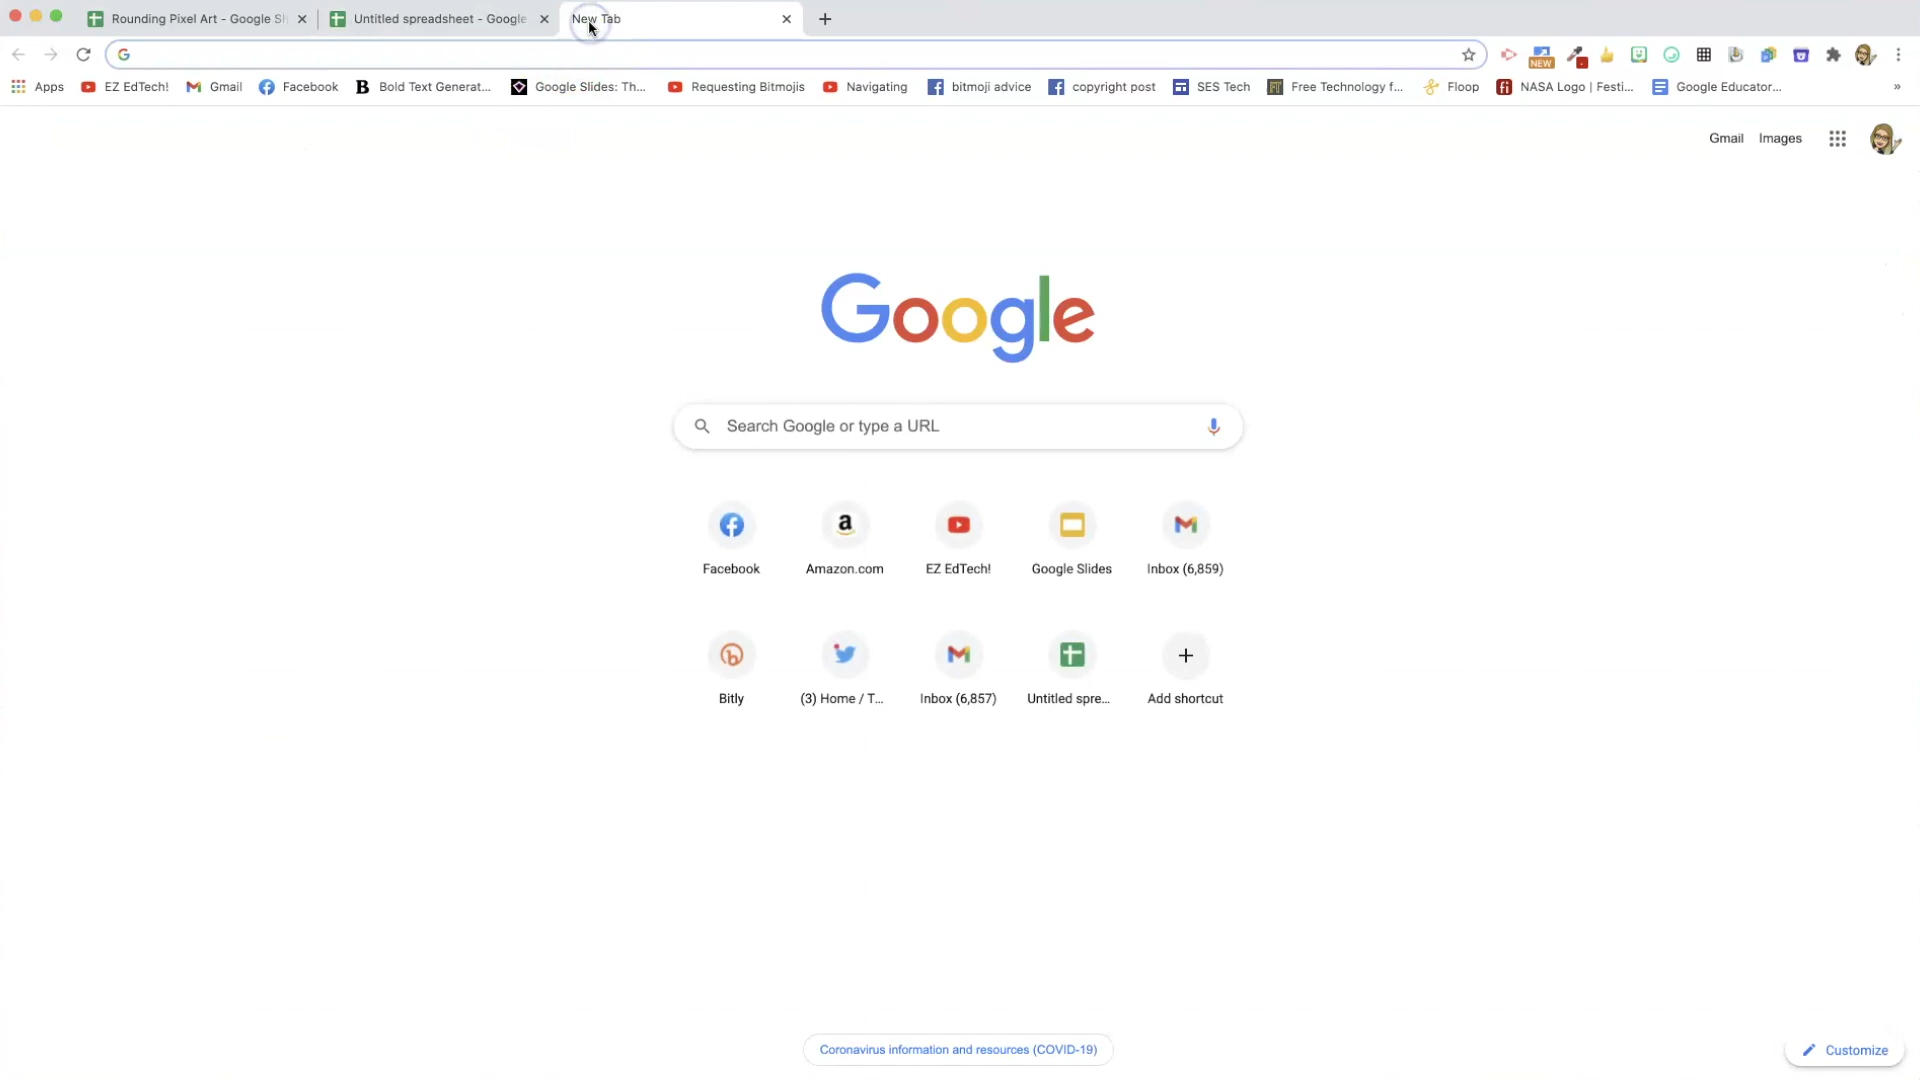 Rounding Pixel Art - Google Sh
Untitled spreadsheet - Google
New Tab
Apps
EZ EdTech!
Gmail
Facebook
Bold Text Generat...
Google Slides: Th...
Requesting Bitmojis
Navigating
bitmoji advice
copyright post
SES Tech
Free Technology f...
Floop
NASA Logo | Festi...
Google Educator...
NEW
Gmail
Images
Google
Search Google or type a URL
Facebook
Amazon.com
EZ EdTech!
Google Slides
Inbox (6,859)
Bitly
(3) Home / T...
Inbox (6,857)
Untitled spre...
Add shortcut
Coronavirus information and resources (COVID-19)
Customize